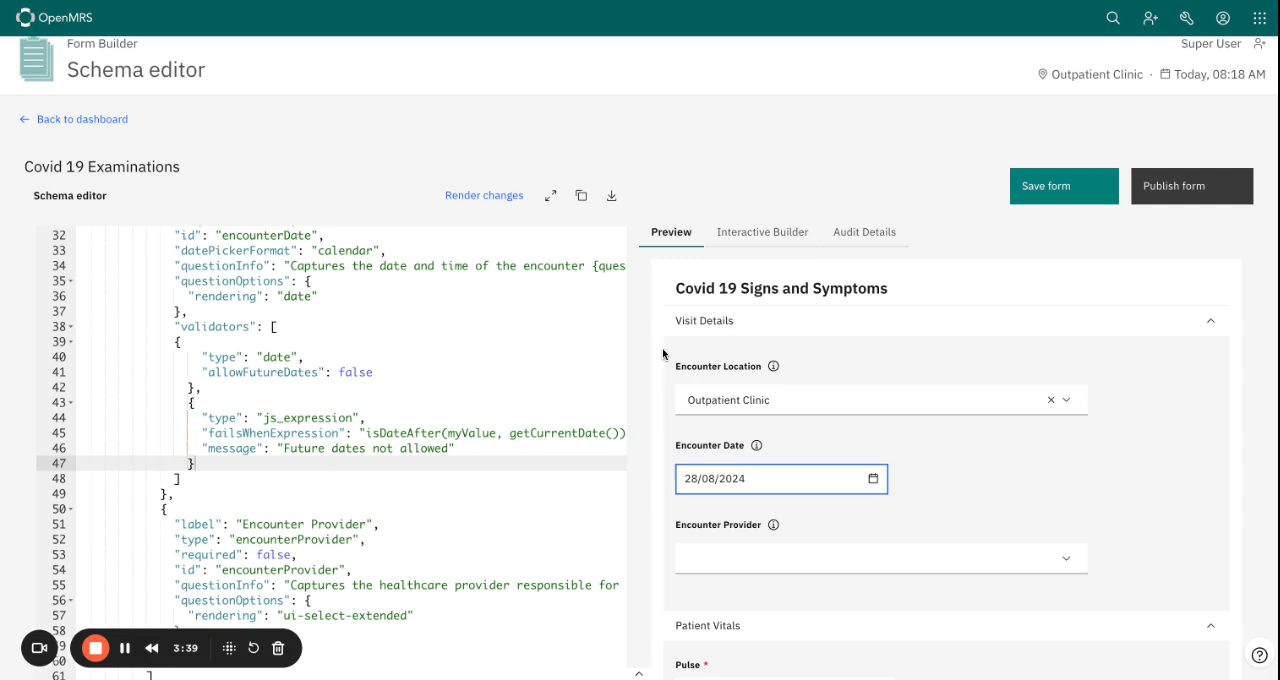 OpenMRS
Form Builder
Schema editor
Super User
Outpatient Clinic · Today, 08:18 AM
Back to dashboard
Covid 19 Examinations
Save form
Publish form
Schema editor
Render changes
32 "id": "encounterDate",
33 "datePickerFormat": "calendar",
34 "questionInfo": "Captures the date and time of the encounter {ques
35 "questionOptions": {
36 "rendering": "date"
37 },
38 "validators": [
39 {
40 "type": "date",
41 "allowFutureDates": false
42 },
43 {
44 "type": "js_expression",
45 "failsWhenExpression": "isDateAfter(myValue, getCurrentDate())
46 "message": "Future dates not allowed"
47 }
48 ]
49 },
50 {
51 "label": "Encounter Provider",
52 "type": "encounterProvider",
53 "required": false,
54 "id": "encounterProvider",
55 "questionInfo": "Captures the healthcare provider responsible for
56 "questionOptions": {
57 "rendering": "ui-select-extended"
58
61 ]
3:39
Preview
Interactive Builder
Audit Details
Covid 19 Signs and Symptoms
Visit Details
Encounter Location
Outpatient Clinic
Encounter Date
28/08/2024
Encounter Provider
Patient Vitals
Pulse *